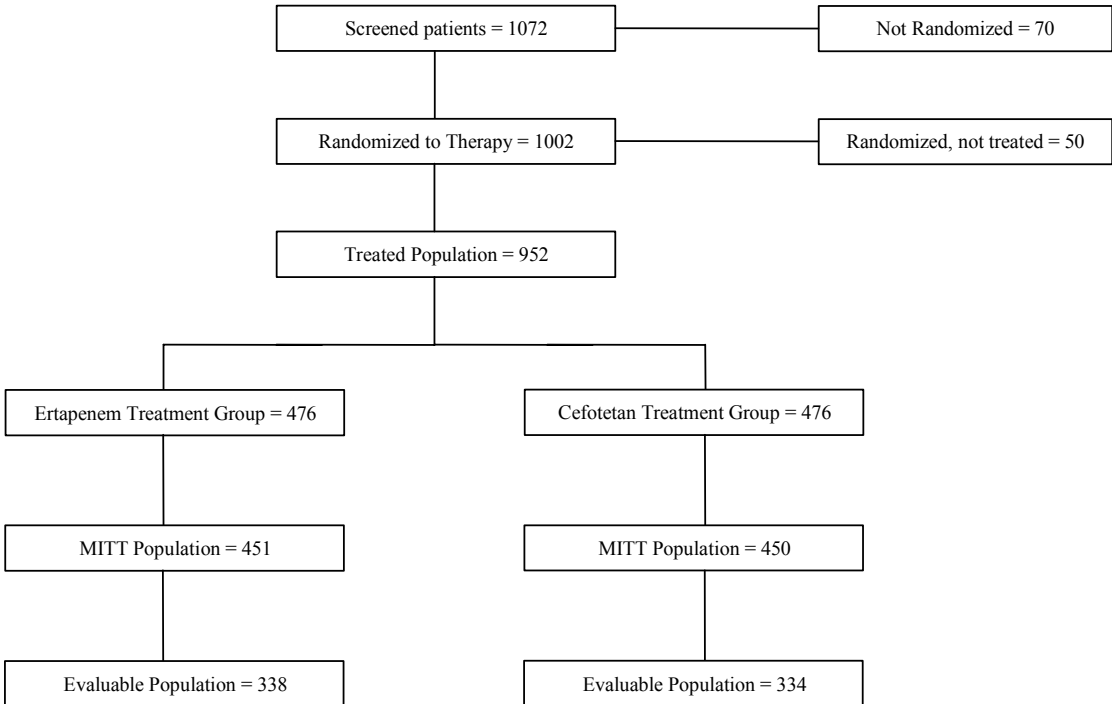 Screened patients = 1072
Not Randomized = 70
Randomized to Therapy = 1002
Randomized, not treated = 50
Treated Population = 952
Ertapenem Treatment Group = 476
Cefotetan Treatment Group = 476
MITT Population = 451
MITT Population = 450
Evaluable Population = 338
Evaluable Population = 334